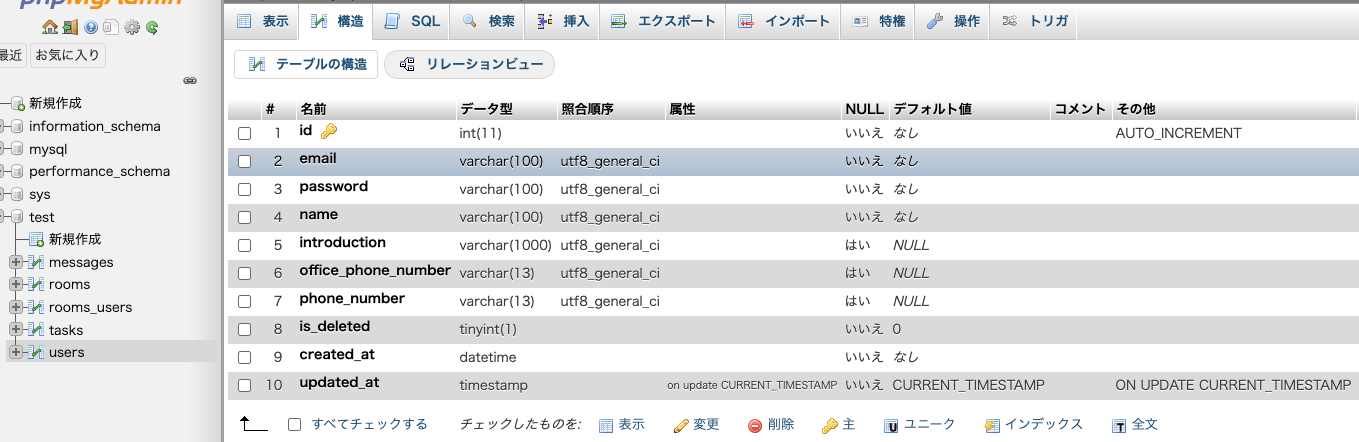 phpMyAdmin
最近 お気に入り
新規作成
information_schema
mysql
performance_schema
sys
test
新規作成
messages
rooms
rooms_users
tasks
users
表示 構造 SQL 検索 挿入 エクスポート インポート 特権 操作 トリガ
テーブルの構造 リレーションビュー
# 名前 データ型 照合順序 属性 NULL デフォルト値 コメント その他
1 id int(11) いいえ なし AUTO_INCREMENT
2 email varchar(100) utf8_general_ci いいえ なし
3 password varchar(100) utf8_general_ci いいえ なし
4 name varchar(100) utf8_general_ci いいえ なし
5 introduction varchar(1000) utf8_general_ci はい NULL
6 office_phone_number varchar(13) utf8_general_ci はい NULL
7 phone_number varchar(13) utf8_general_ci はい NULL
8 is_deleted tinyint(1) いいえ 0
9 created_at datetime いいえ なし
10 updated_at timestamp on update CURRENT_TIMESTAMP いいえ CURRENT_TIMESTAMP ON UPDATE CURRENT_TIMESTAMP
すべてチェックする チェックしたものを: 表示 変更 削除 主 ユニーク インデックス 全文